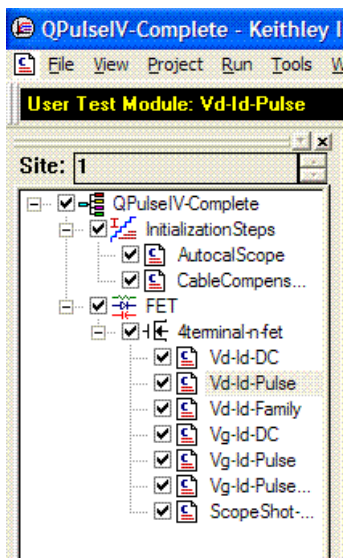 QPulseIV-Complete - Keithley I
File View Project Run Tools W
User Test Module: Vd-Id-Pulse
Site: 1
QPulseIV-Complete
InitializationSteps
AutocalScope
CableCompens...
FET
4terminal-n-fet
Vd-Id-DC
Vd-Id-Pulse
Vd-Id-Family
Vg-Id-DC
Vg-Id-Pulse
Vg-Id-Pulse...
ScopeShot-...